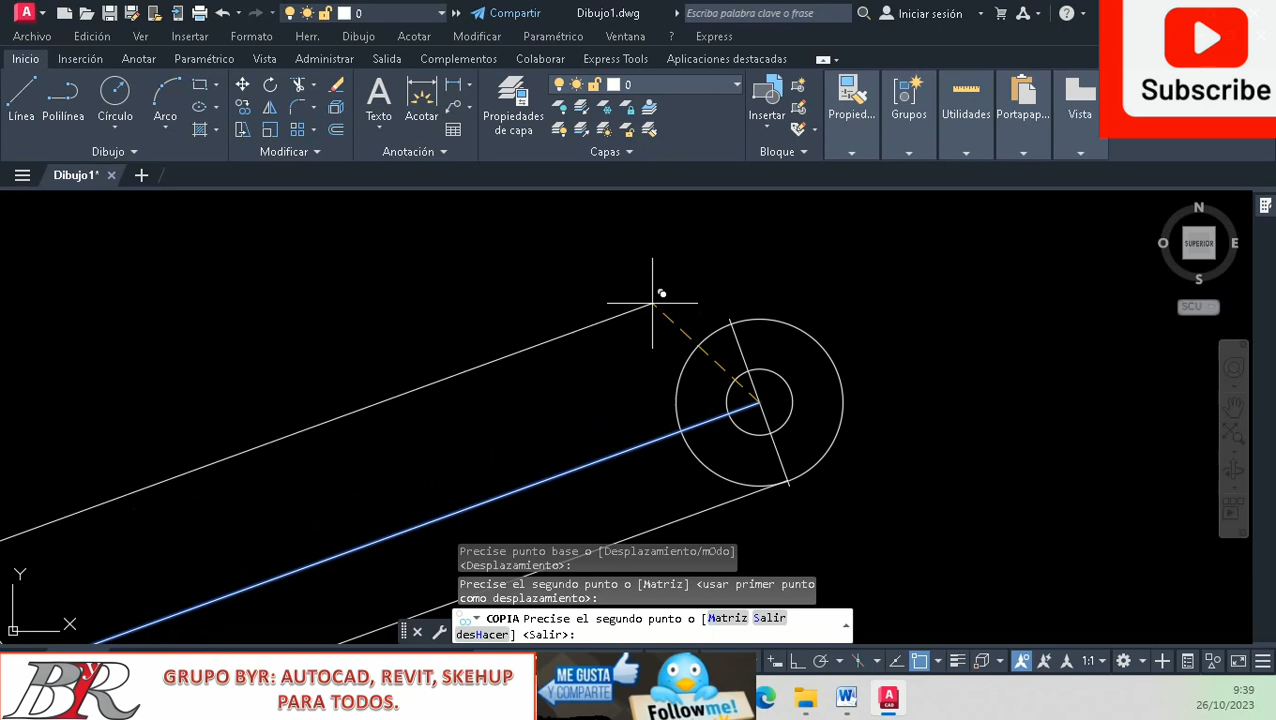 A
CAD
0
Compartir
Dibujo1.dwg
Escriba palabra clave o frase
Iniciar sesión
?
Archivo Edición Ver Insertar Formato Herr. Dibujo Acotar Modificar Paramétrico Ventana ? Express
Inicio Inserción Anotar Paramétrico Vista Administrar Salida Complementos Colaborar Express Tools Aplicaciones destacadas
Línea Polilínea Círculo Arco
A
Texto Acotar
Propiedades
de capa
0
Insertar
Propied... Grupos Utilidades Portapap... Vista
Dibujo Modificar Anotación Capas Bloque
Subscribe
Dibujo1*
N
O SUPERIOR E
S
SCU
Precise punto base o [Desplazamiento/mOdo]
<Desplazamiento>:
Precise el segundo punto o [Matriz] <usar primer punto
como desplazamiento>:
COPIA Precise el segundo punto o [Matriz Salir
desHacer] <Salir>:
Y
X
1:1
ByR
GRUPO BYR: AUTOCAD, REVIT, SKEHUP
PARA TODOS.
ME GUSTA
Y COMPARTE
Follow me!
W
A
CAD
9:39
26/10/2023